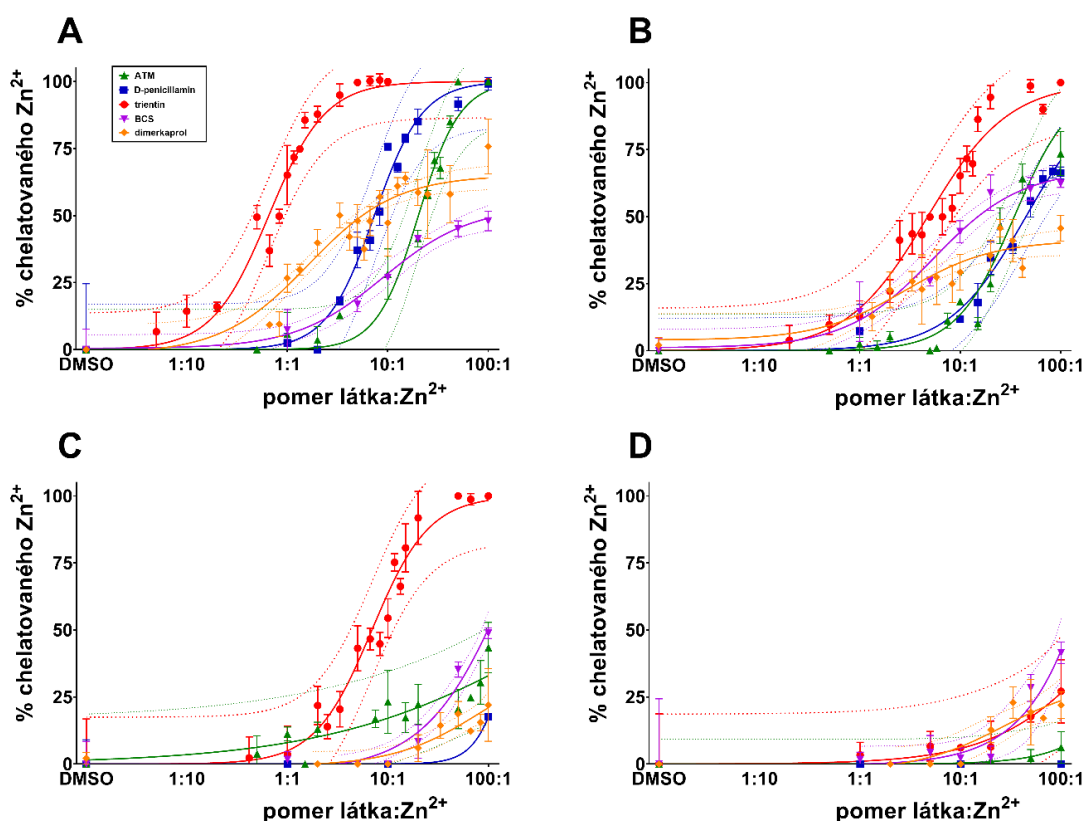 A
% chelatovaného Zn2+
100
75
50
25
0
ATM
D-penicillamin
trientin
BCS
dimerkaprol
DMSO 1:10 1:1 10:1 100:1
pomer látka:Zn2+
B
% chelatovaného Zn2+
100
75
50
25
0
DMSO 1:10 1:1 10:1 100:1
pomer látka:Zn2+
C
% chelatovaného Zn2+
100
75
50
25
0
DMSO 1:10 1:1 10:1 100:1
pomer látka:Zn2+
D
% chelatovaného Zn2+
100
75
50
25
0
DMSO 1:10 1:1 10:1 100:1
pomer látka:Zn2+